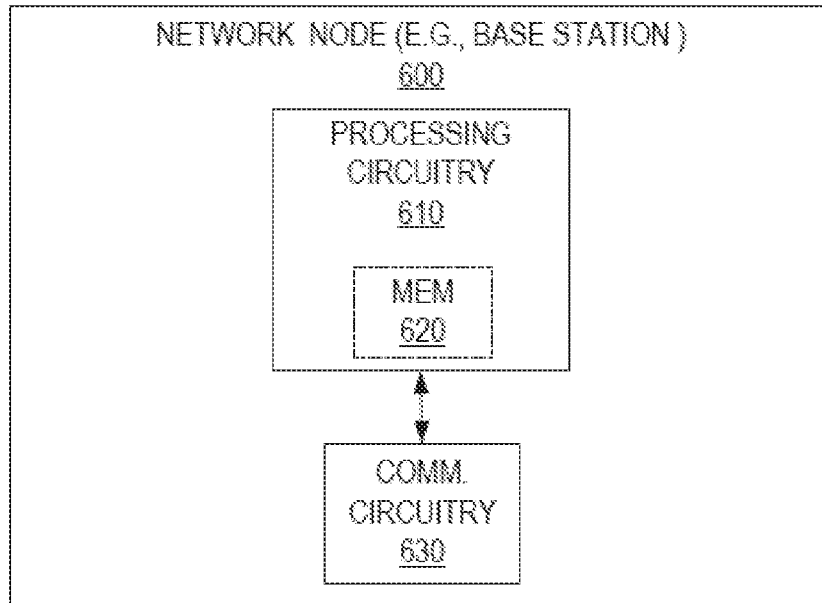 NETWORK NODE (E.G., BASE STATION )
600
PROCESSING
CIRCUITRY
610
MEM
620
COMM.
CIRCUITRY
630